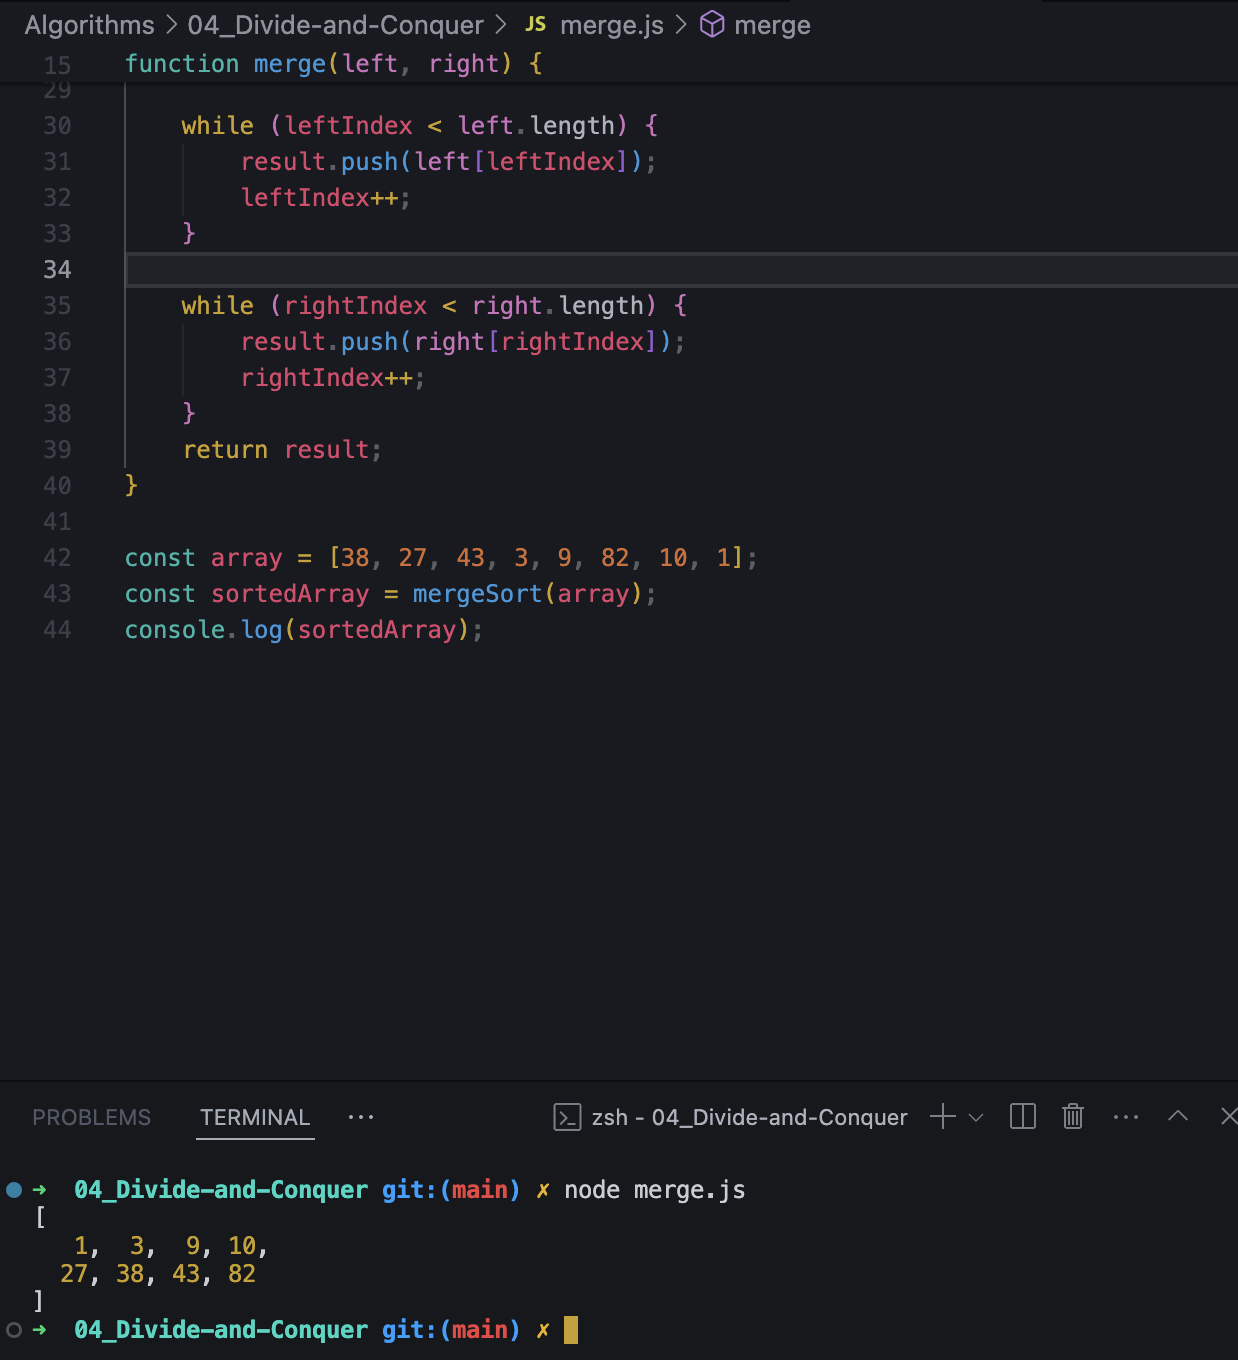 Algorithms > 04_Divide-and-Conquer > JS merge.js > merge
15 function merge(left, right) {
29
30 while (leftIndex < left.length) {
31 result.push(left[leftIndex]);
32 leftIndex++;
33 }
34
35 while (rightIndex < right.length) {
36 result.push(right[rightIndex]);
37 rightIndex++;
38 }
39 return result;
40 }
41
42 const array = [38, 27, 43, 3, 9, 82, 10, 1];
43 const sortedArray = mergeSort(array);
44 console.log(sortedArray);
PROBLEMS TERMINAL ··· zsh - 04_Divide-and-Conquer
➜ 04_Divide-and-Conquer git:(main) ✗ node merge.js
[
1, 3, 9, 10,
27, 38, 43, 82
]
➜ 04_Divide-and-Conquer git:(main) ✗